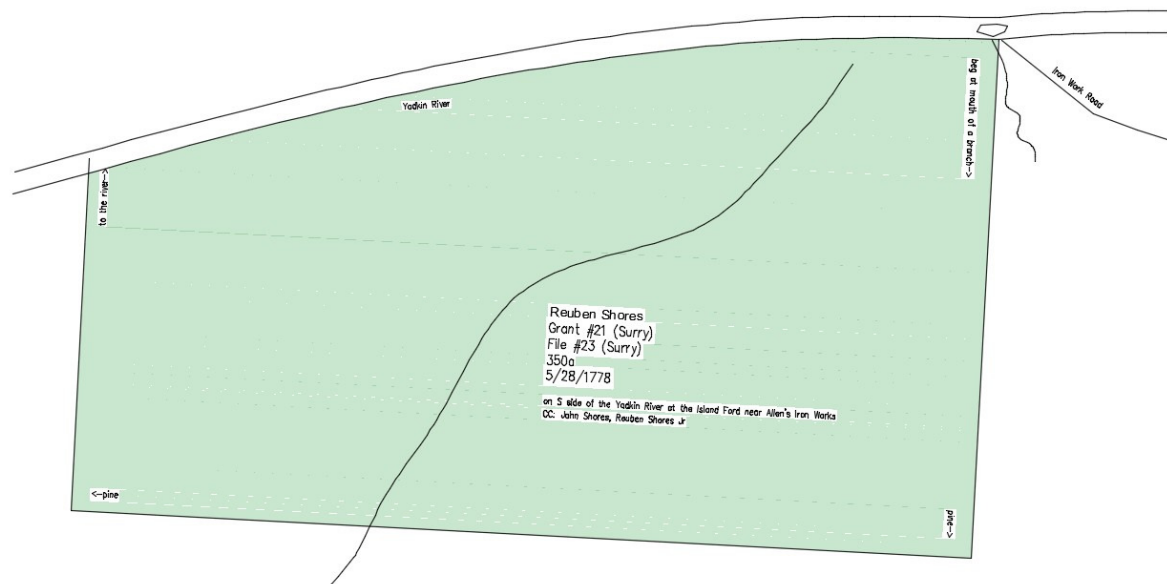 Yadkin River
Iron Work Road
beg at mouth of a branch-->
to the river-->
Reuben Shores
Grant #21 (Surry)
File #23 (Surry)
350a
5/28/1778
on S side of the Yadkin River at the Island Ford near Allen's Iron Works
CC: John Shores, Reuben Shores Jr
<--pine
pine-->